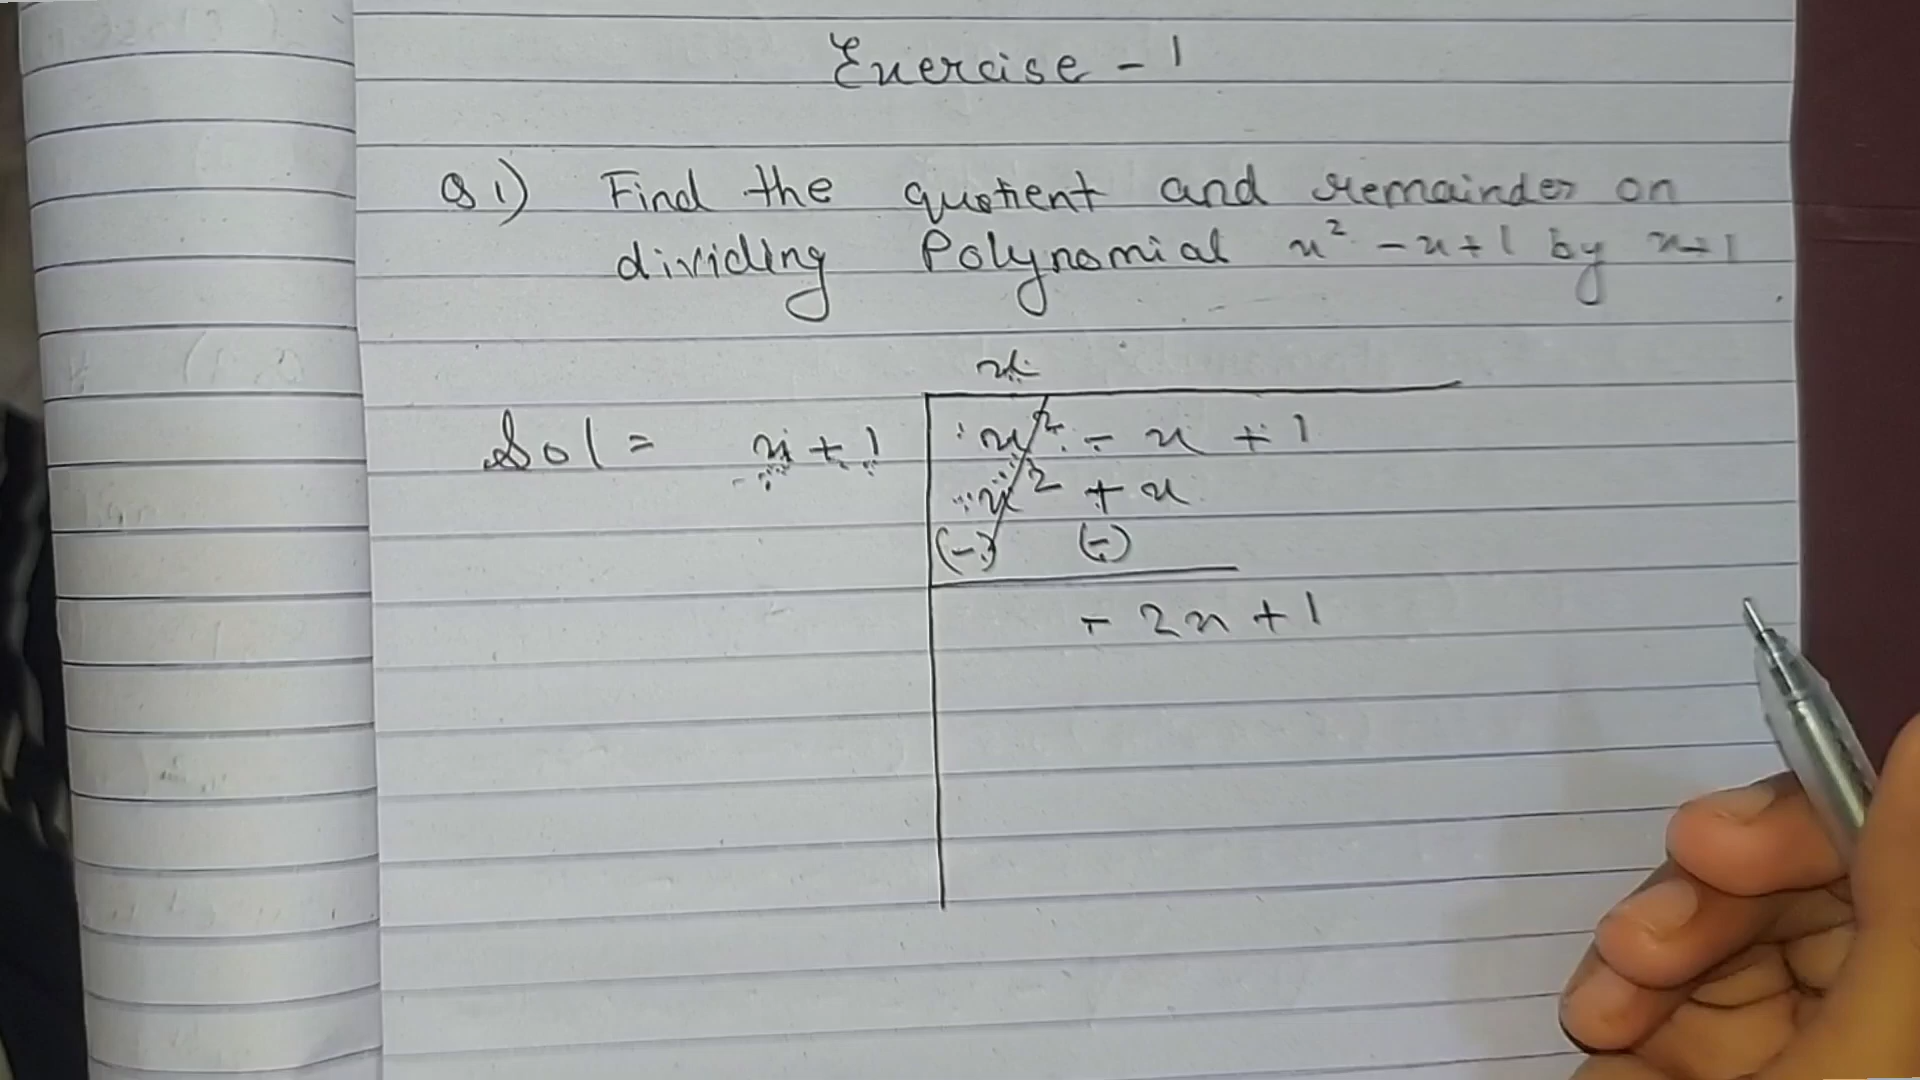 Exercise - 1
Q1) Find the quotient and remainder on
dividing Polynomial x² - x + 1 by x + 1
x
Sol = x + 1 x² - x + 1
x² + x
(-) (-)
- 2x + 1